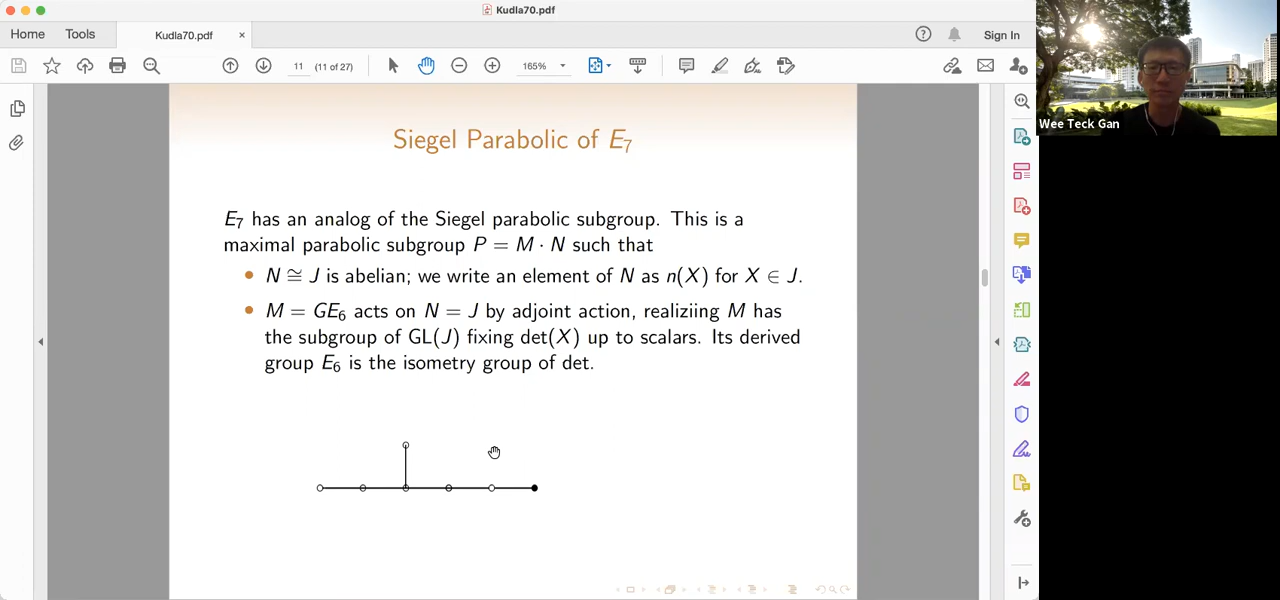 Kudla70.pdf
Home Tools Kudla70.pdf × Sign In
11 (11 of 27) 165%
Wee Teck Gan
Siegel Parabolic of E₇
E₇ has an analog of the Siegel parabolic subgroup. This is a
maximal parabolic subgroup P = M · N such that
• N ≅ J is abelian; we write an element of N as n(X) for X ∈ J.
• M = GE₆ acts on N = J by adjoint action, realiziing M has
the subgroup of GL(J) fixing det(X) up to scalars. Its derived
group E₆ is the isometry group of det.